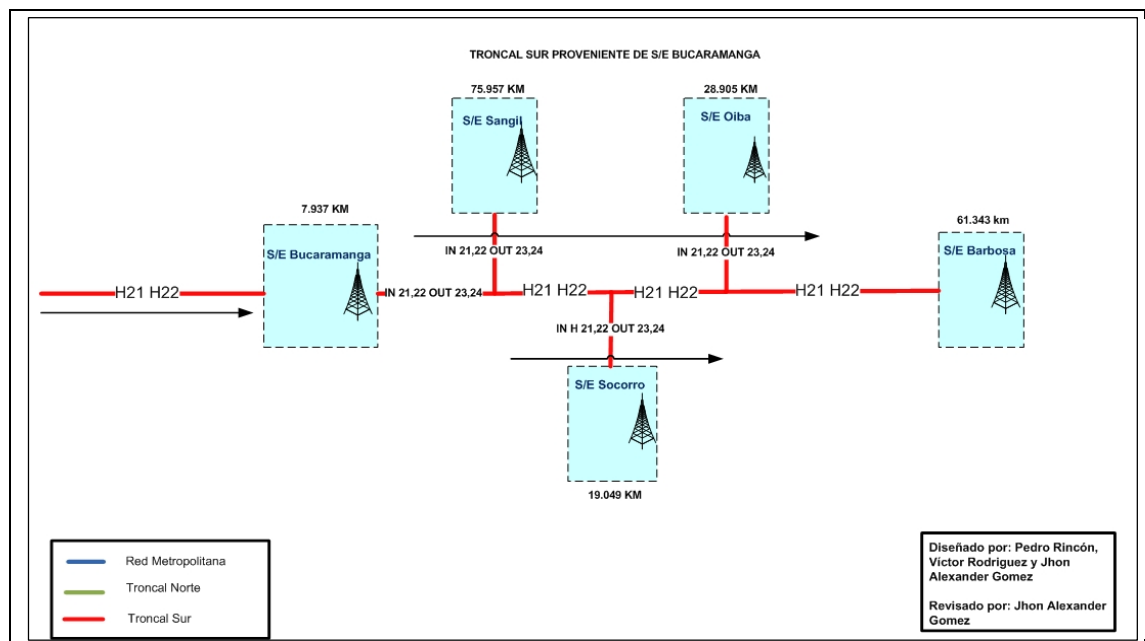 TRONCAL SUR PROVENIENTE DE S/E BUCARAMANGA
75.957 KM
28.905 KM
S/E Sangil
S/E Oiba
7.937 KM
61.343 km
S/E Bucaramanga
IN 21,22 OUT 23,24
IN 21,22 OUT 23,24
S/E Barbosa
H21 H22
IN 21,22 OUT 23,24
H21 H22
H21 H22
H21 H22
IN H 21,22 OUT 23,24
S/E Socorro
19.049 KM
Red Metropolitana
Troncal Norte
Troncal Sur
Diseñado por: Pedro Rincón,
Víctor Rodriguez y Jhon
Alexander Gomez
Revisado por: Jhon Alexander
Gomez